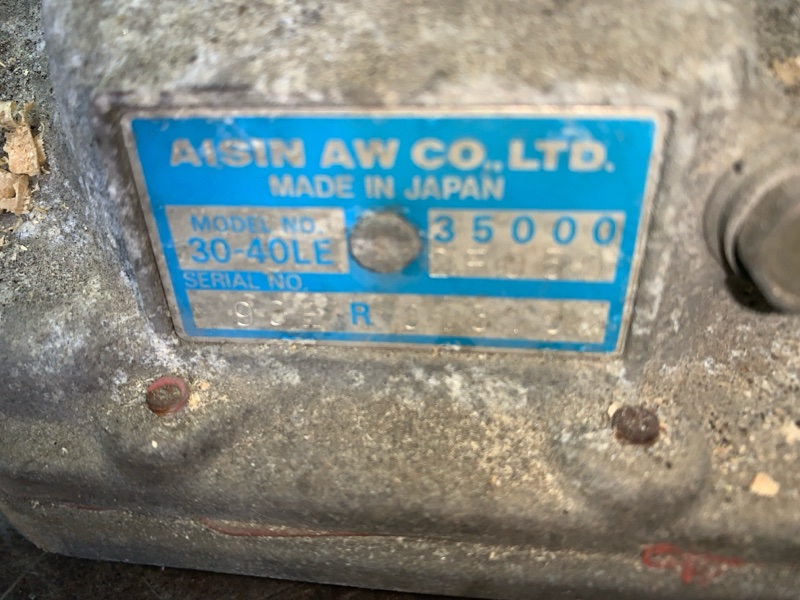 AISIN AW CO., LTD.
MADE IN JAPAN
MODEL NO.
30-40LE
35000
SERIAL NO.
R